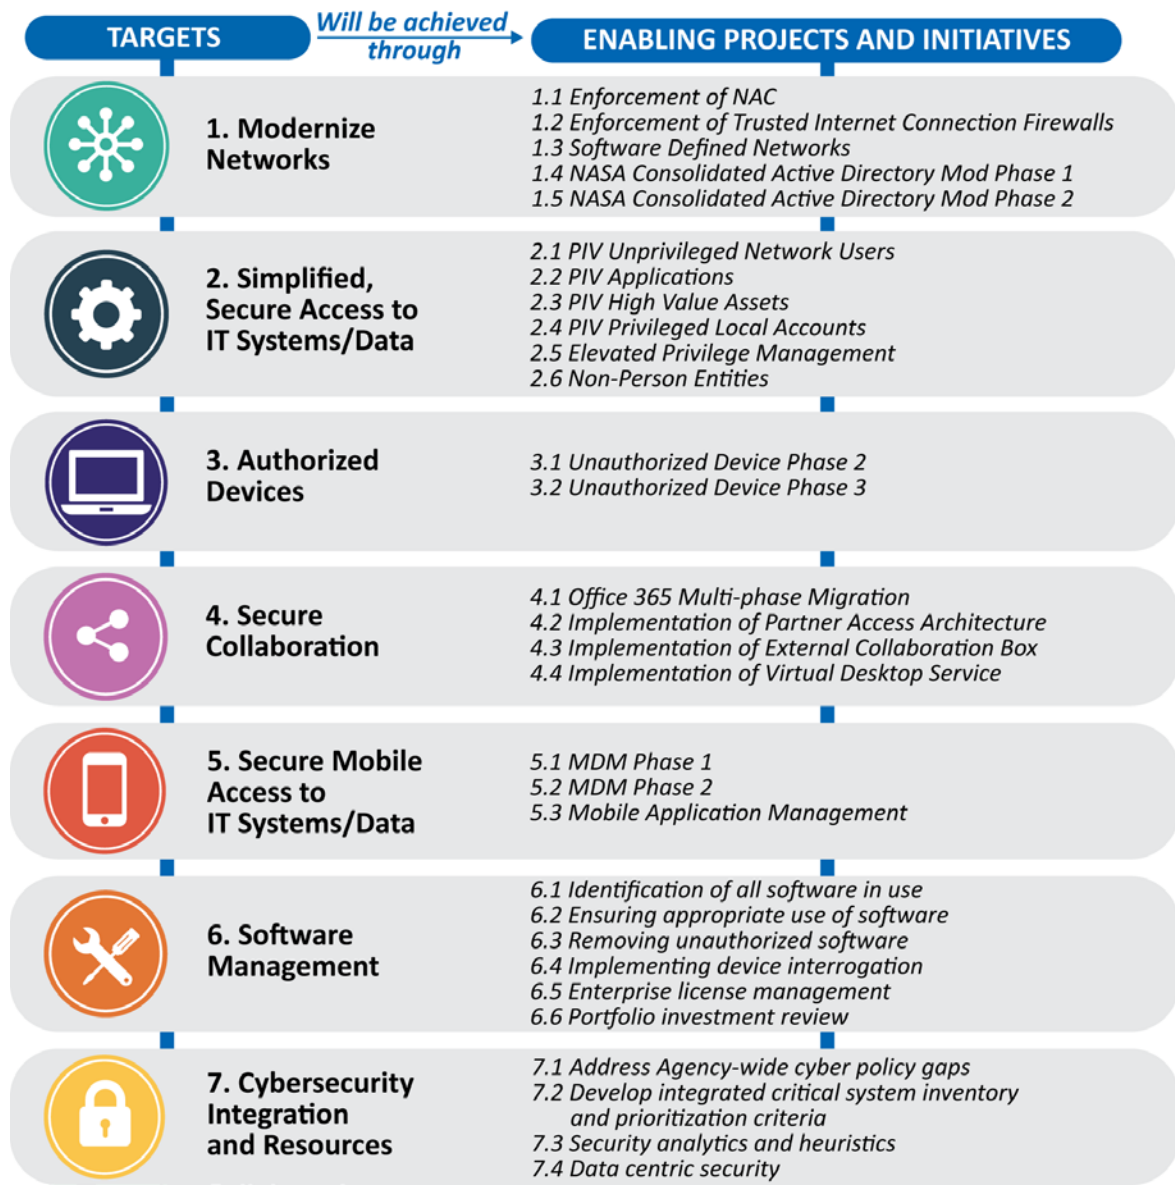 TARGETS
Will be achieved
through
ENABLING PROJECTS AND INITIATIVES
1. Modernize
Networks
1.1 Enforcement of NAC
1.2 Enforcement of Trusted Internet Connection Firewalls
1.3 Software Defined Networks
1.4 NASA Consolidated Active Directory Mod Phase 1
1.5 NASA Consolidated Active Directory Mod Phase 2
2. Simplified,
Secure Access to
IT Systems/Data
2.1 PIV Unprivileged Network Users
2.2 PIV Applications
2.3 PIV High Value Assets
2.4 PIV Privileged Local Accounts
2.5 Elevated Privilege Management
2.6 Non-Person Entities
3. Authorized
Devices
3.1 Unauthorized Device Phase 2
3.2 Unauthorized Device Phase 3
4. Secure
Collaboration
4.1 Office 365 Multi-phase Migration
4.2 Implementation of Partner Access Architecture
4.3 Implementation of External Collaboration Box
4.4 Implementation of Virtual Desktop Service
5. Secure Mobile
Access to
IT Systems/Data
5.1 MDM Phase 1
5.2 MDM Phase 2
5.3 Mobile Application Management
6. Software
Management
6.1 Identification of all software in use
6.2 Ensuring appropriate use of software
6.3 Removing unauthorized software
6.4 Implementing device interrogation
6.5 Enterprise license management
6.6 Portfolio investment review
7. Cybersecurity
Integration
and Resources
7.1 Address Agency-wide cyber policy gaps
7.2 Develop integrated critical system inventory
and prioritization criteria
7.3 Security analytics and heuristics
7.4 Data centric security